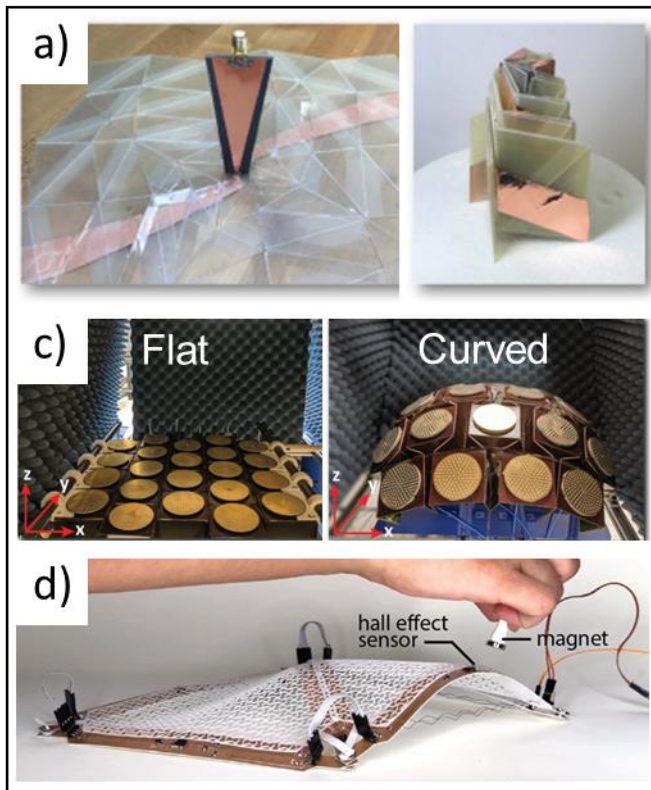 a)
c)
Flat
Curved
z
y
x
z
y
x
d)
hall effect
sensor
magnet